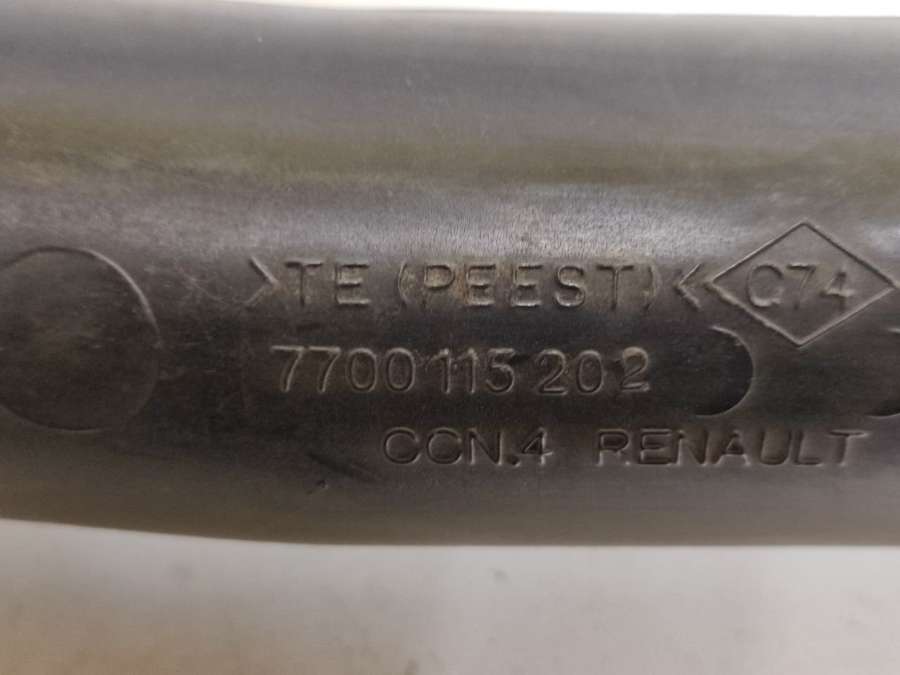 >TE (PEEST)<< C74
7700 115 202
CCN.4 RENAULT